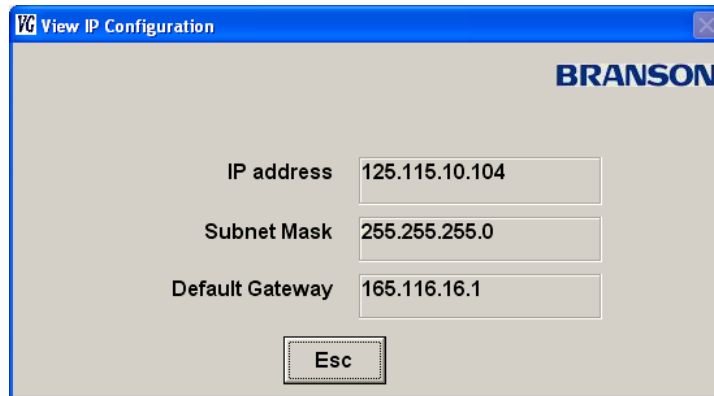 VG View IP Configuration
BRANSON
IP address 125.115.10.104
Subnet Mask 255.255.255.0
Default Gateway 165.116.16.1
Esc